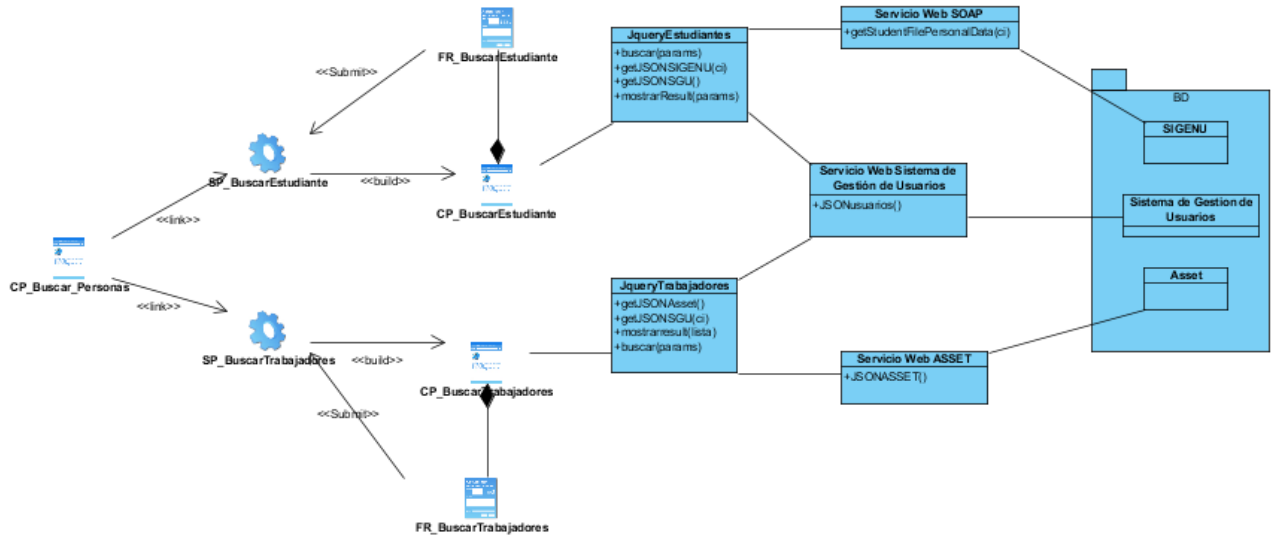 FR_BuscarEstudiante
<<Submit>>
SP_BuscarEstudiante
<<build>>
CP_BuscarEstudiante
<<link>>
CP_Buscar_Personas
<<link>>
SP_BuscarTrabajadores
<<build>>
CP_BuscarTrabajadores
<<Submit>>
FR_BuscarTrabajadores
JqueryEstudiantes
+buscar(params)
+getJSONSIGENU(ci)
+getJSONSGU()
+mostrarResult(params)
Servicio Web SOAP
+getStudentFilePersonalData(ci)
Servicio Web Sistema de
Gestión de Usuarios
+JSONusuarios()
JqueryTrabajadores
+getJSONAsset()
+getJSONSGU(ci)
+mostrarresult(lista)
+buscar(params)
Servicio Web ASSET
+JSONASSET()
BD
SIGENU
Sistema de Gestion de
Usuarios
Asset